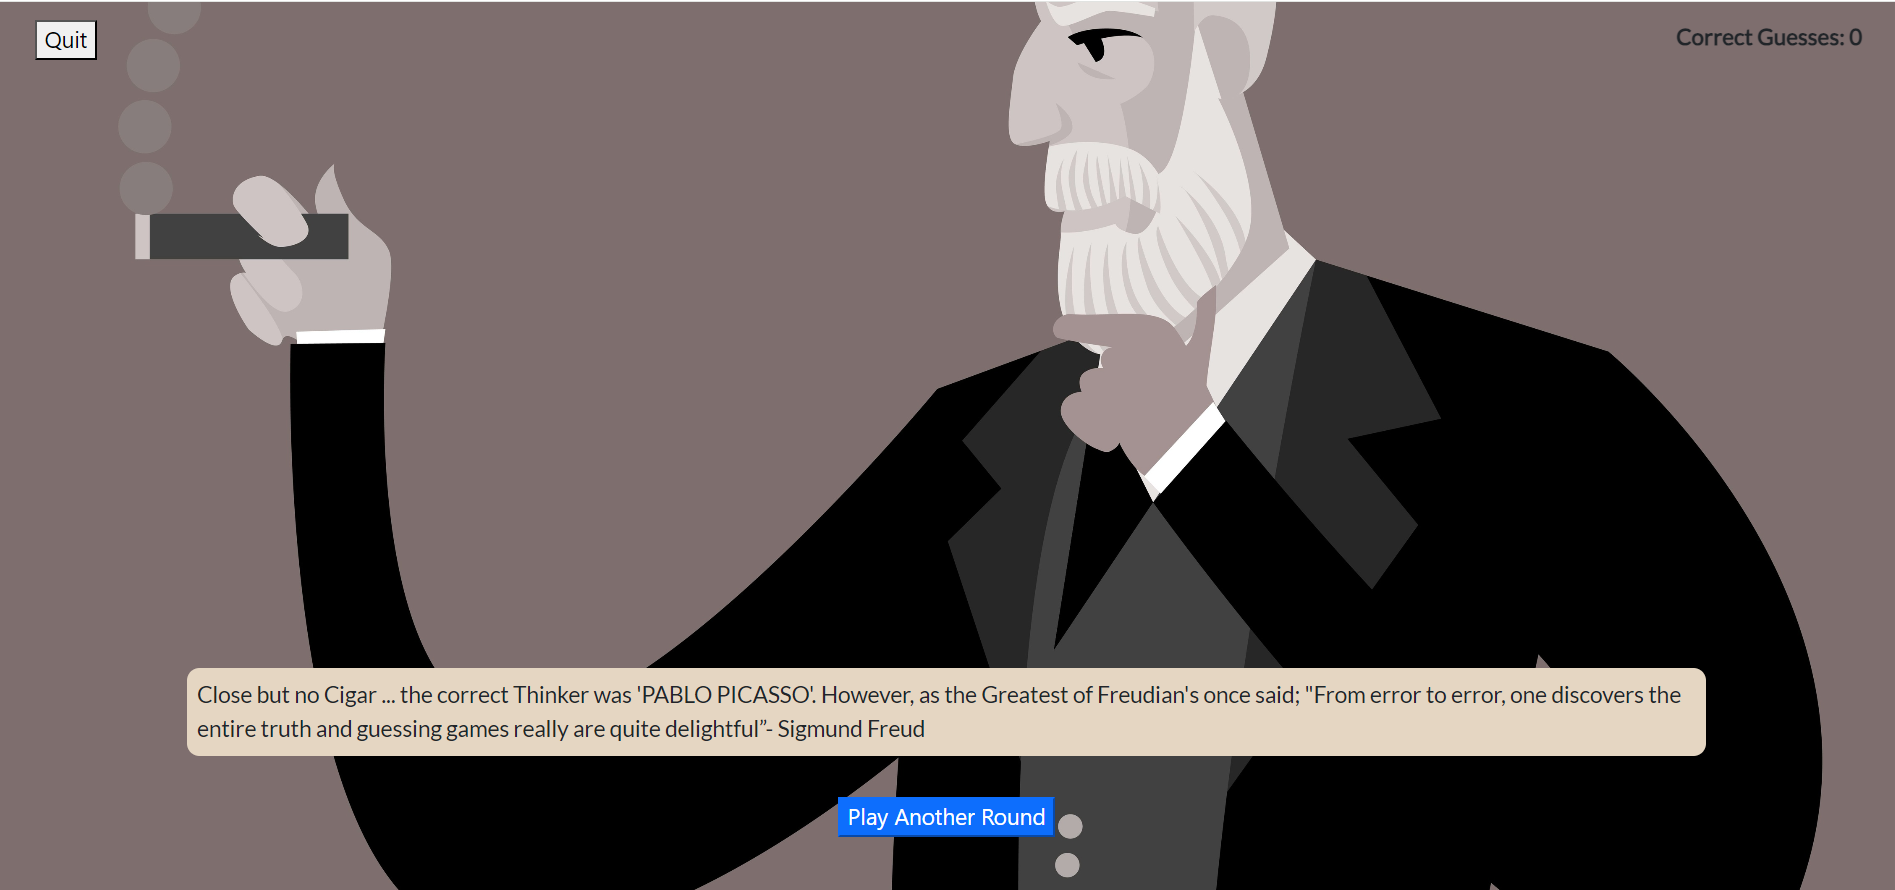 Quit
Correct Guesses: 0
Close but no Cigar ... the correct Thinker was 'PABLO PICASSO'. However, as the Greatest of Freudian's once said; "From error to error, one discovers the
entire truth and guessing games really are quite delightful”- Sigmund Freud
Play Another Round